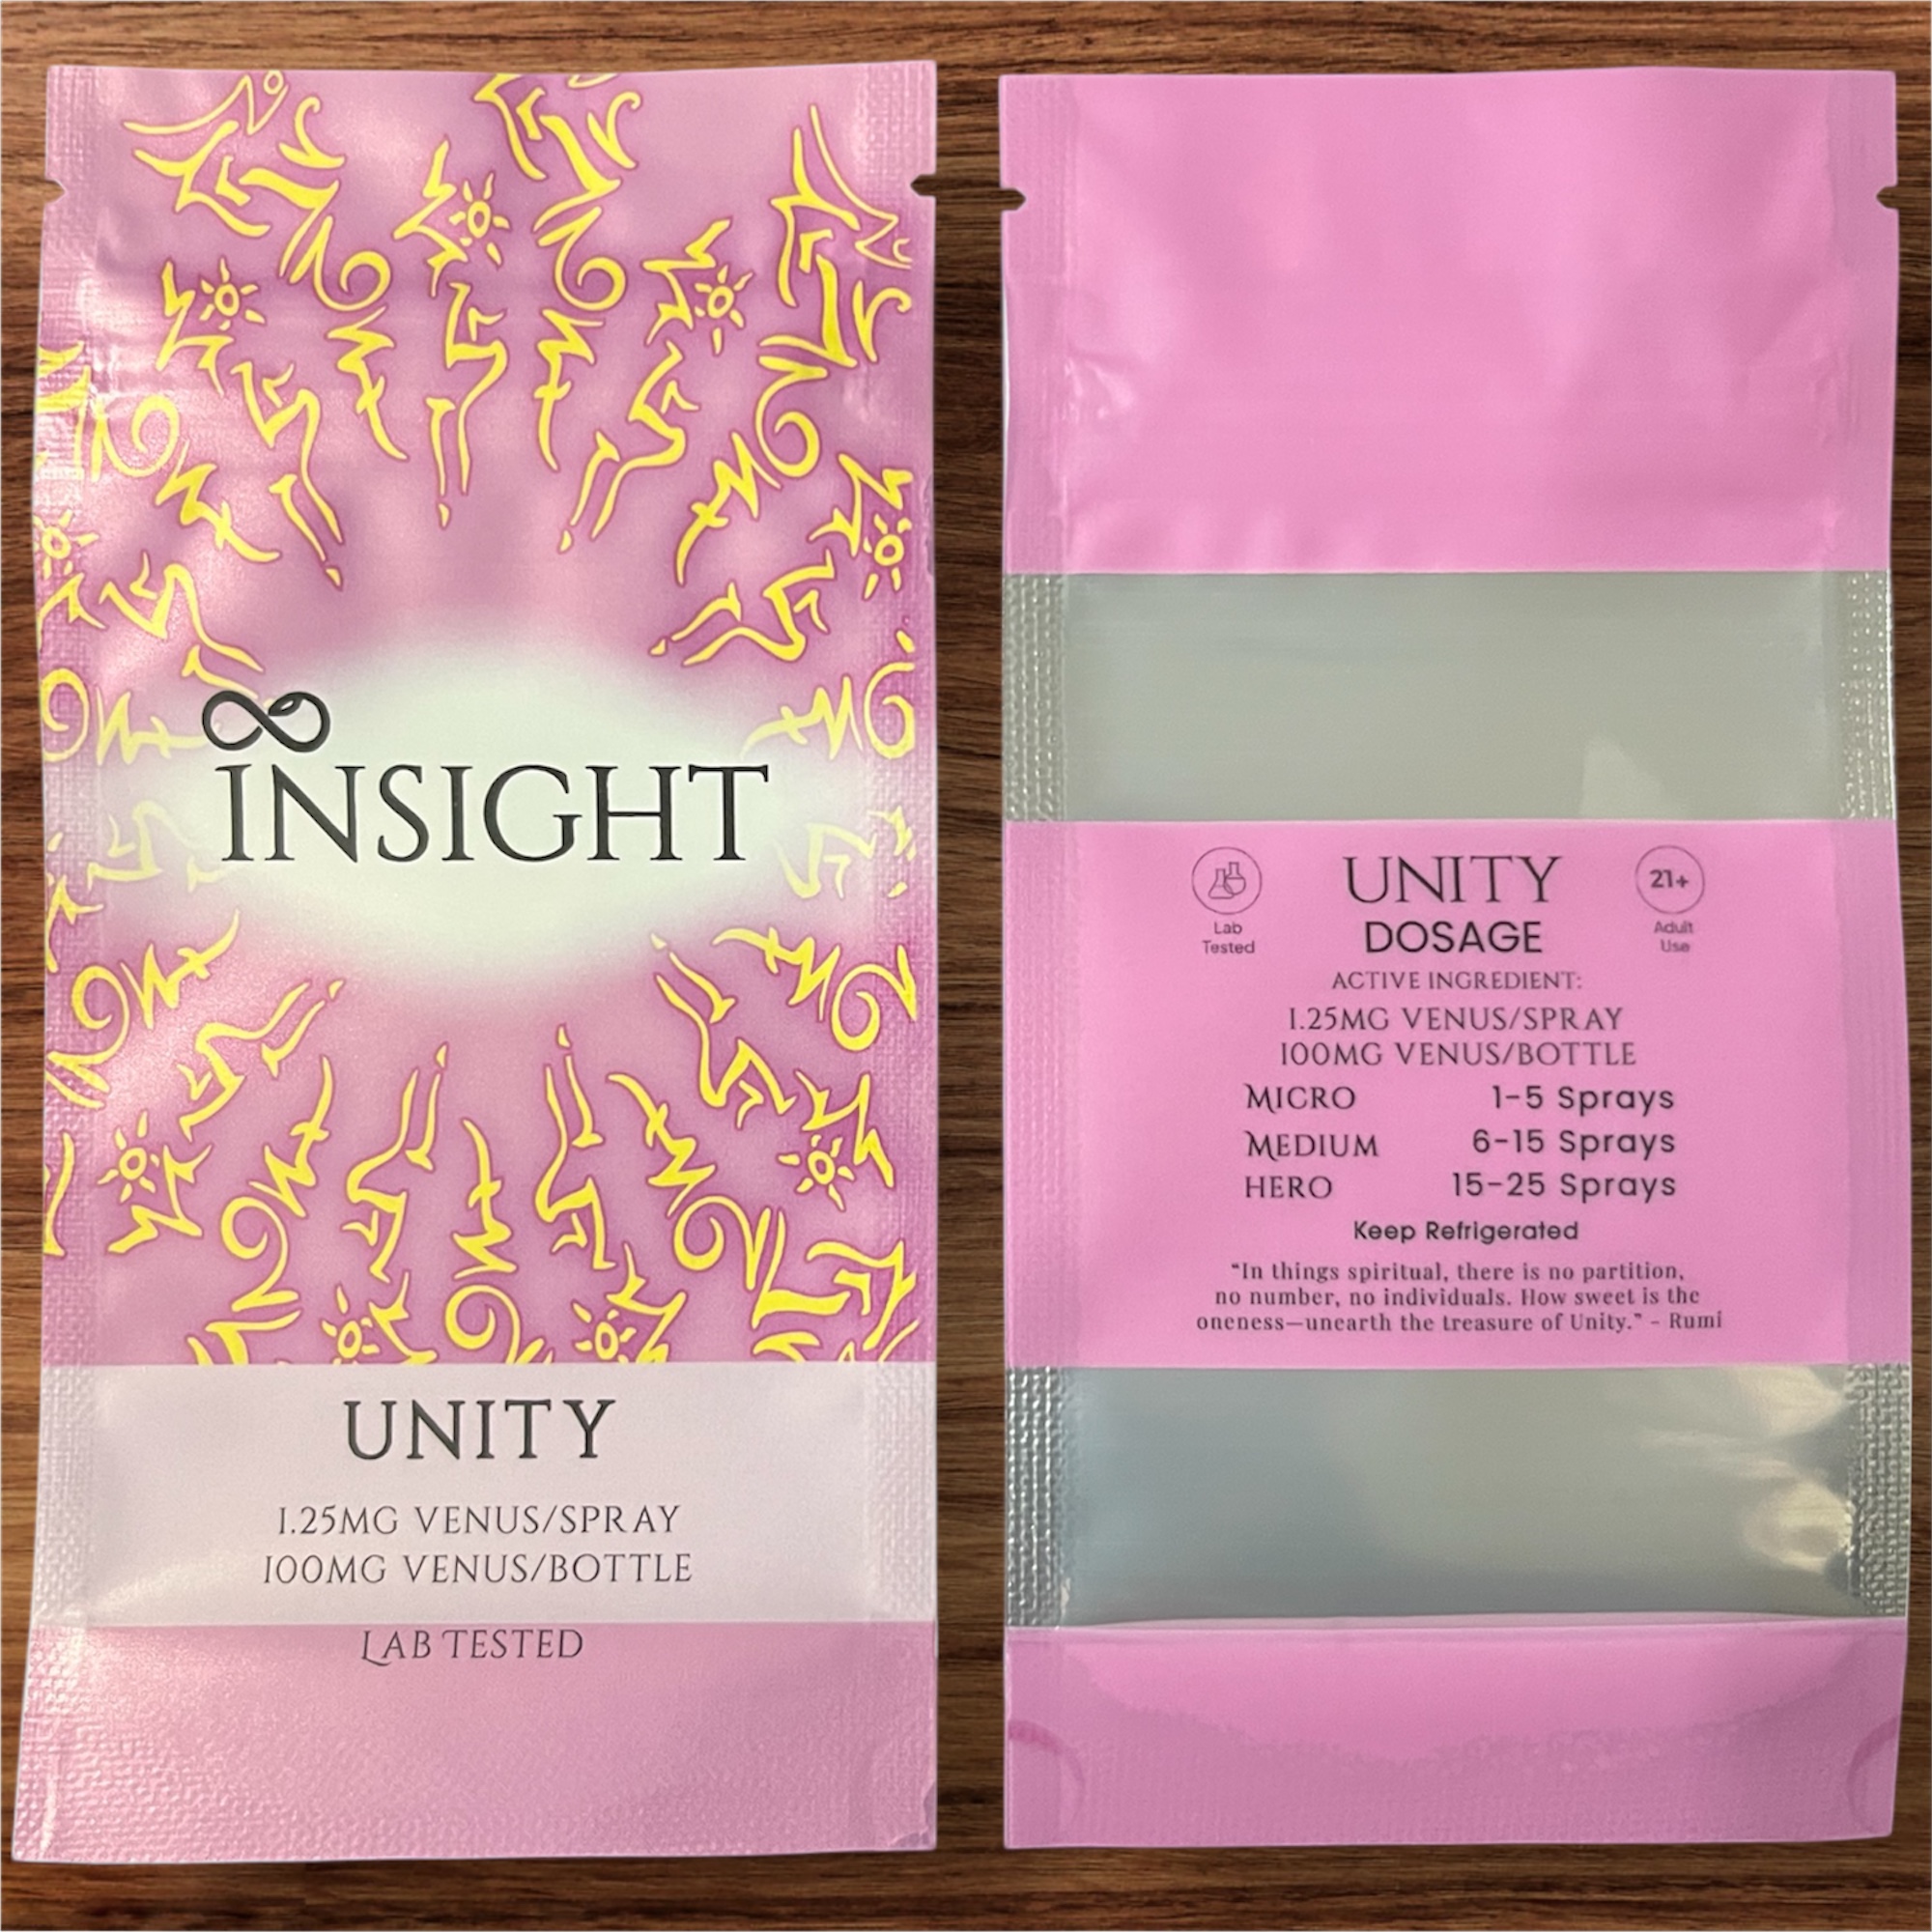 INSIGHT
UNITY
1.25MG VENUS/SPRAY
100MG VENUS/BOTTLE
LAB TESTED
Lab
Tested
UNITY
DOSAGE
21+
Adult
Use
ACTIVE INGREDIENT:
1.25MG VENUS/SPRAY
100MG VENUS/BOTTLE
MICRO 1-5 Sprays
MEDIUM 6-15 Sprays
HERO 15-25 Sprays
Keep Refrigerated
"In things spiritual, there is no partition,
no number, no individuals. How sweet is the
oneness—unearth the treasure of Unity." - Rumi